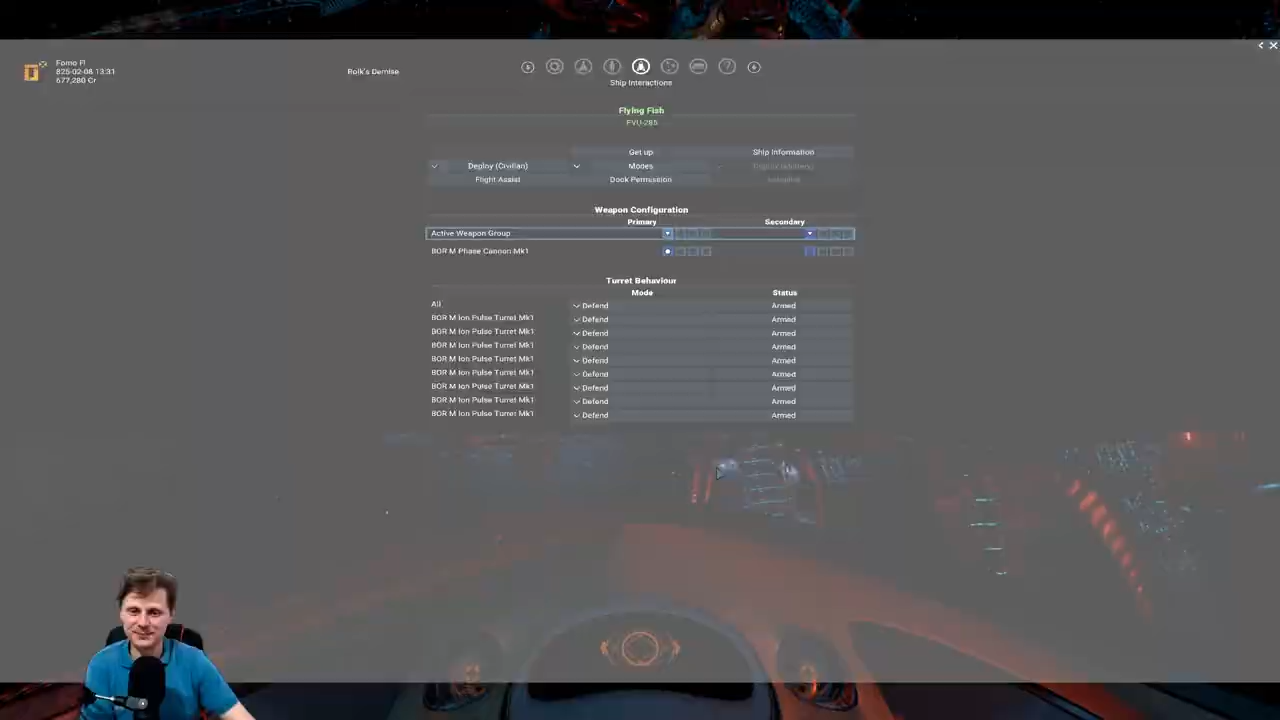 Fomo Fl
825-02-08 13:31
677,280 Cr
Rolk's Demise
Ship Interactions
Flying Fish
FVU-285
Get up
Ship Information
Deploy (Civilian)
Modes
Flight Assist
Dock Permission
Weapon Configuration
Primary
Secondary
Active Weapon Group
BOR M Phase Cannon Mk1
Turret Behaviour
Mode
Status
All
Defend
Armed
BOR M Ion Pulse Turret Mk1
Defend
Armed
BOR M Ion Pulse Turret Mk1
Defend
Armed
BOR M Ion Pulse Turret Mk1
Defend
Armed
BOR M Ion Pulse Turret Mk1
Defend
Armed
BOR M Ion Pulse Turret Mk1
Defend
Armed
BOR M Ion Pulse Turret Mk1
Defend
Armed
BOR M Ion Pulse Turret Mk1
Defend
Armed
BOR M Ion Pulse Turret Mk1
Defend
Armed